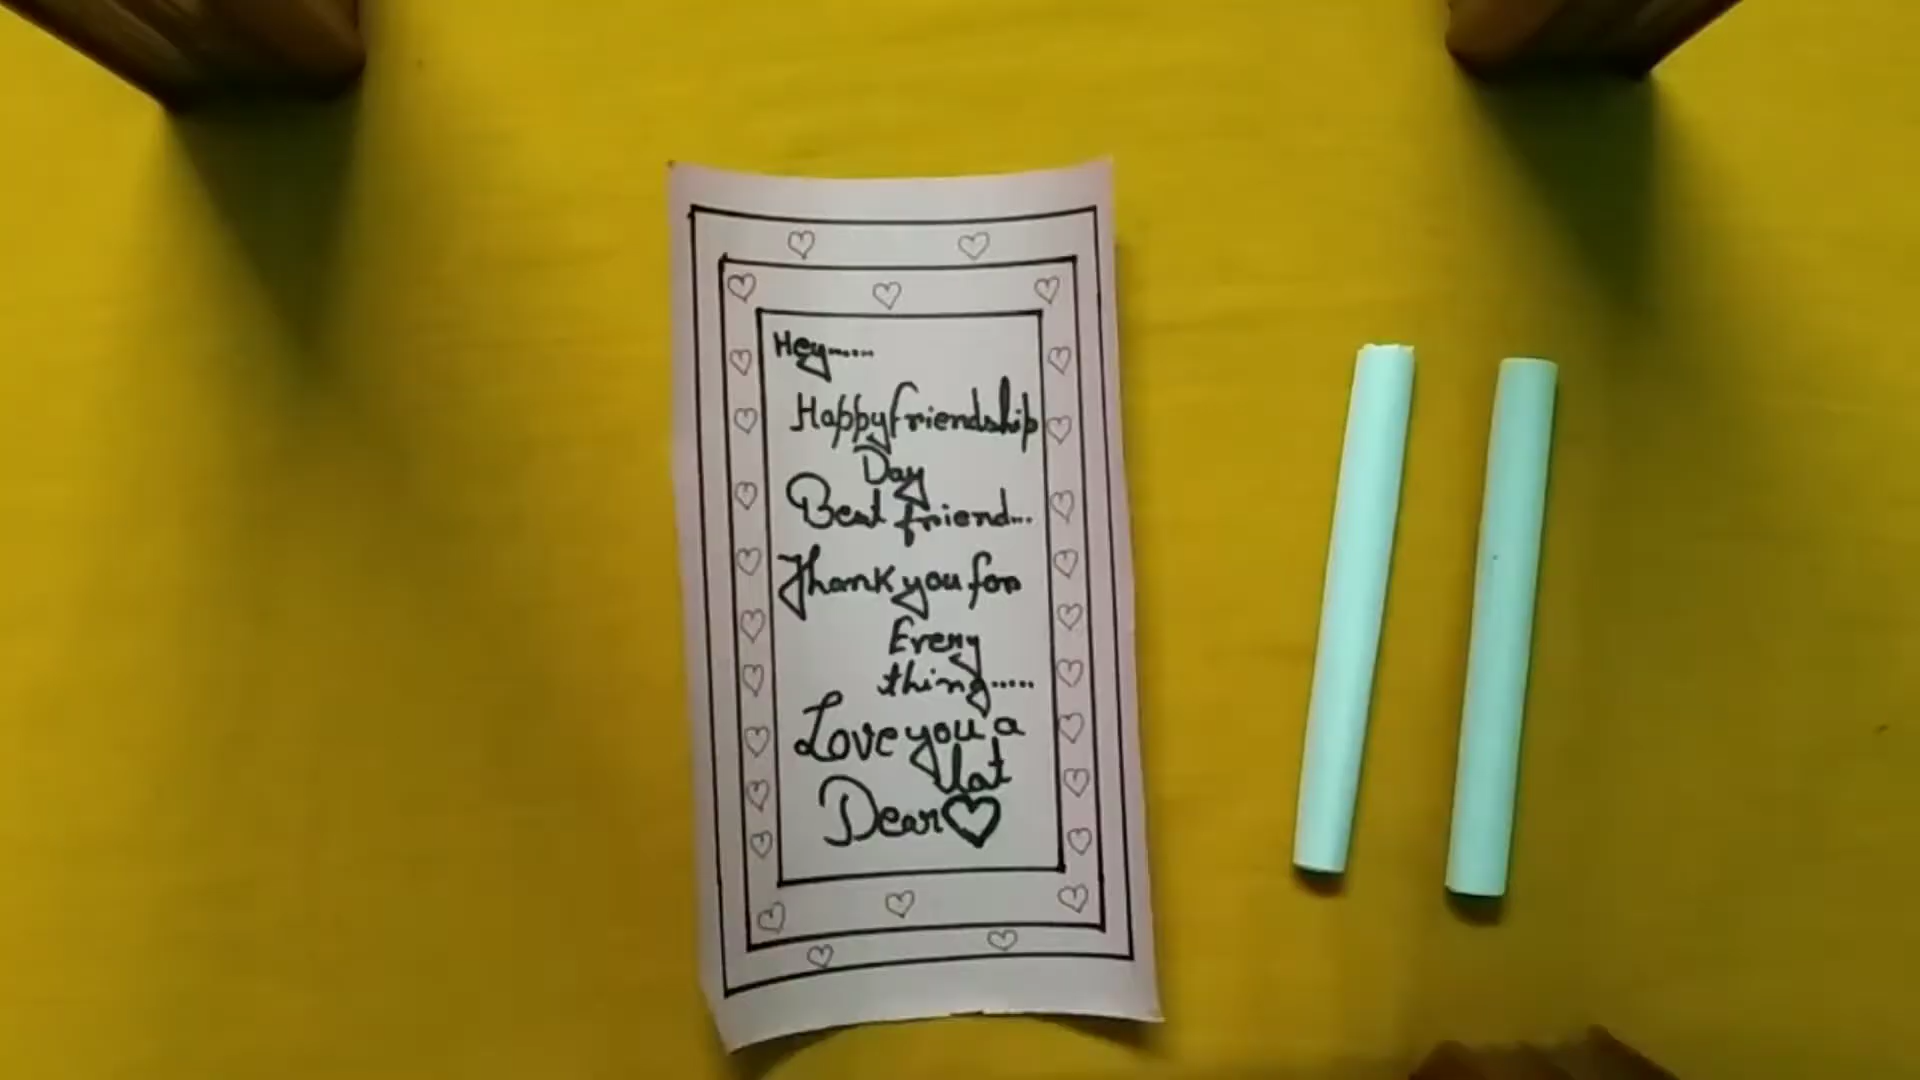 Hey.....
Happy friendship
Day
Best friend...
Thank you for
Every
thing.....
Love you a
lot
Dear